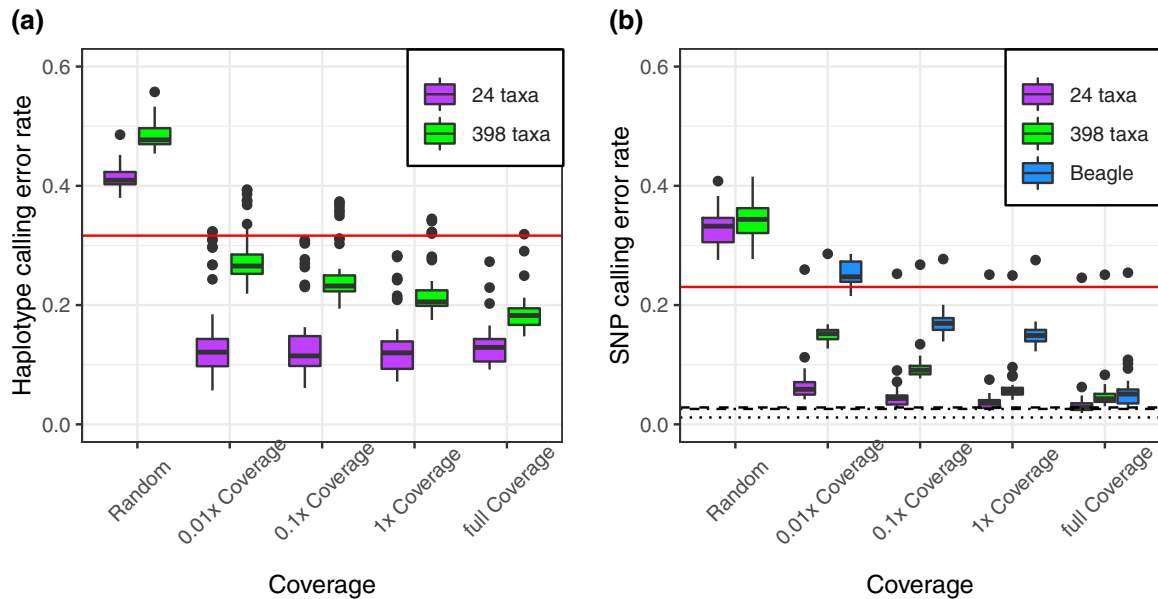 (a)
Haplotype calling error rate
0.6
0.4
0.2
0.0
24 taxa
398 taxa
Random
0.01x Coverage
0.1x Coverage
1x Coverage
full Coverage
Coverage
(b)
SNP calling error rate
0.6
0.4
0.2
0.0
24 taxa
398 taxa
Beagle
Random
0.01x Coverage
0.1x Coverage
1x Coverage
full Coverage
Coverage